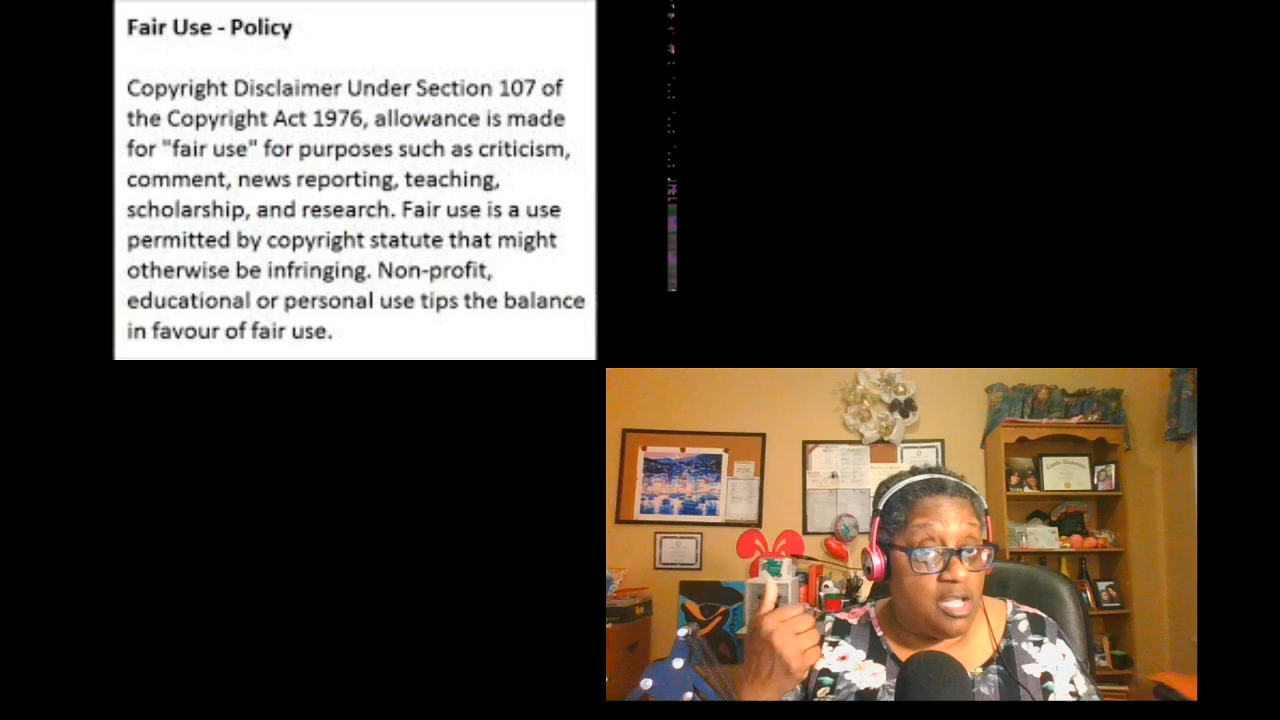 Fair Use - Policy
Copyright Disclaimer Under Section 107 of
the Copyright Act 1976, allowance is made
for "fair use" for purposes such as criticism,
comment, news reporting, teaching,
scholarship, and research. Fair use is a use
permitted by copyright statute that might
otherwise be infringing. Non-profit,
educational or personal use tips the balance
in favour of fair use.